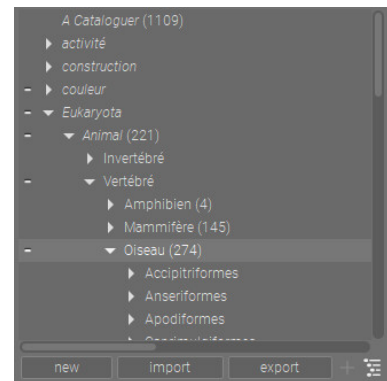 A Cataloguer (1109)
activité
construction
couleur
Eukaryota
Animal (221)
Invertébré
Vertébré
Amphibien (4)
Mammifère (145)
Oiseau (274)
Accipitriformes
Anseriformes
Apodiformes
Caprimulgiformes
new import export